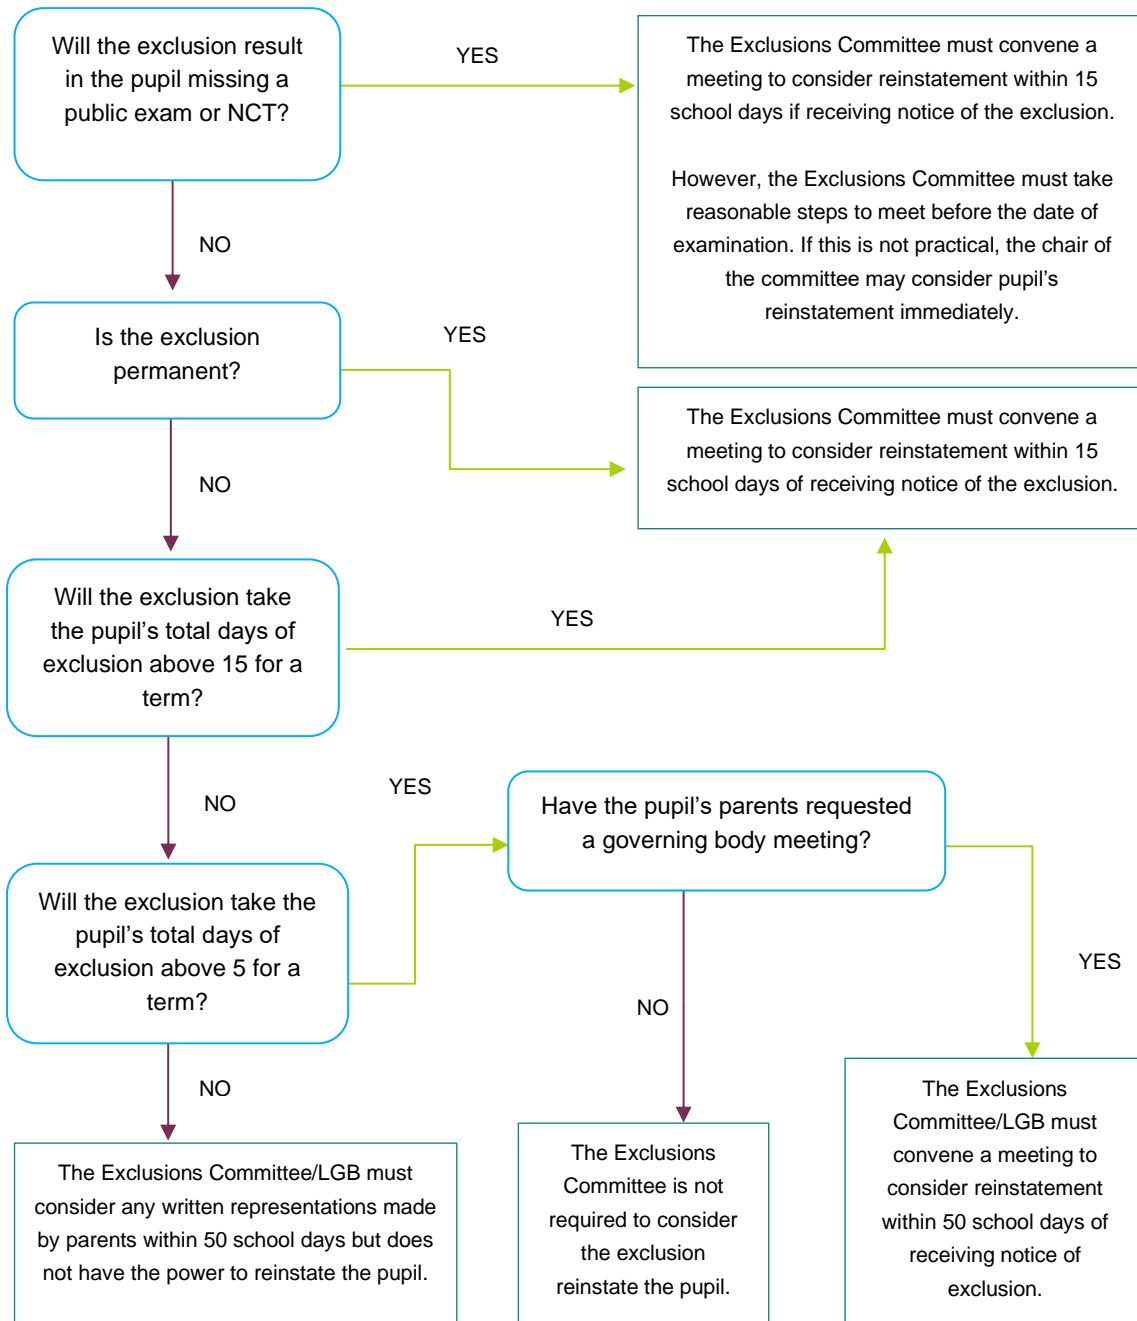 Will the exclusion result
in the pupil missing a
public exam or NCT?
YES
The Exclusions Committee must convene a
meeting to consider reinstatement within 15
school days if receiving notice of the exclusion.
However, the Exclusions Committee must take
reasonable steps to meet before the date of
examination. If this is not practical, the chair of
the committee may consider pupil’s
reinstatement immediately.
NO
Is the exclusion
permanent?
YES
The Exclusions Committee must convene a
meeting to consider reinstatement within 15
school days of receiving notice of the exclusion.
NO
Will the exclusion take
the pupil’s total days of
exclusion above 15 for a
term?
YES
NO
YES
Have the pupil’s parents requested
a governing body meeting?
Will the exclusion take the
pupil’s total days of
exclusion above 5 for a
term?
YES
NO
NO
The Exclusions Committee/LGB must
consider any written representations made
by parents within 50 school days but does
not have the power to reinstate the pupil.
The Exclusions
Committee is not
required to consider
the exclusion
reinstate the pupil.
The Exclusions
Committee/LGB must
convene a meeting to
consider reinstatement
within 50 school days of
receiving notice of
exclusion.